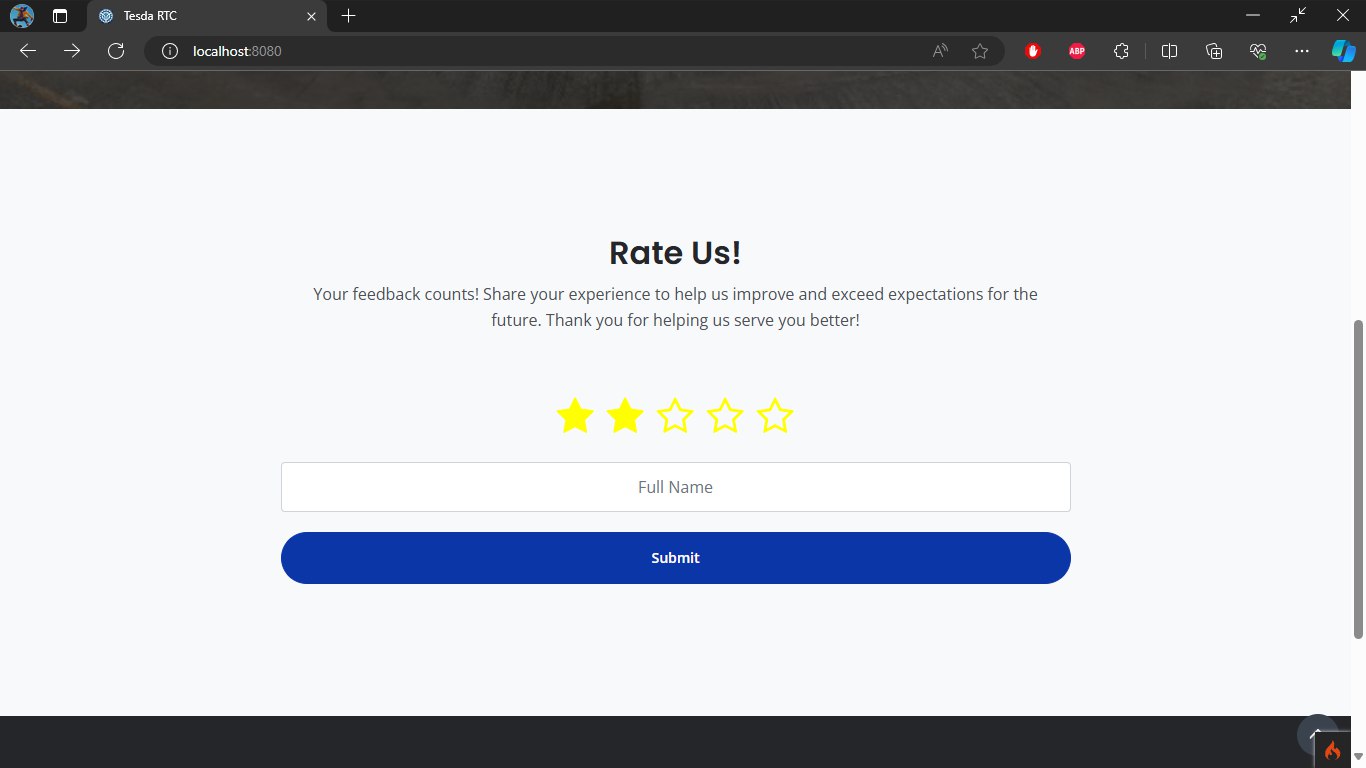 Tesda RTC
localhost:8080
A
ABP
Rate Us!
Your feedback counts! Share your experience to help us improve and exceed expectations for the
future. Thank you for helping us serve you better!
Full Name
Submit